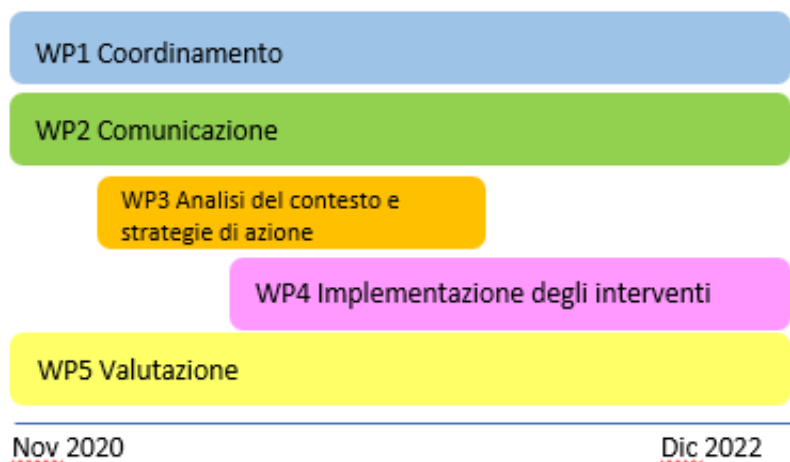 WP1 Coordinamento
WP2 Comunicazione
WP3 Analisi del contesto e
strategie di azione
WP4 Implementazione degli interventi
WP5 Valutazione
Nov 2020
Dic 2022